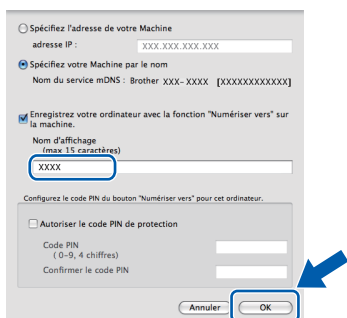 Spécifiez l'adresse de votre Machine
adresse IP : XXX.XXX.XXX.XXX
Spécifiez votre Machine par le nom
Nom du service mDNS : Brother XXX- XXXX [XXXXXXXXXXXX]
Enregistrez votre ordinateur avec la fonction "Numériser vers" sur
la machine.
Nom d'affichage
(max 15 caractères)
XXXX
Configurez le code PIN du bouton "Numériser vers" pour cet ordinateur.
Autoriser le code PIN de protection
Code PIN
( 0–9, 4 chiffres)
Confirmer le code PIN
Annuler OK